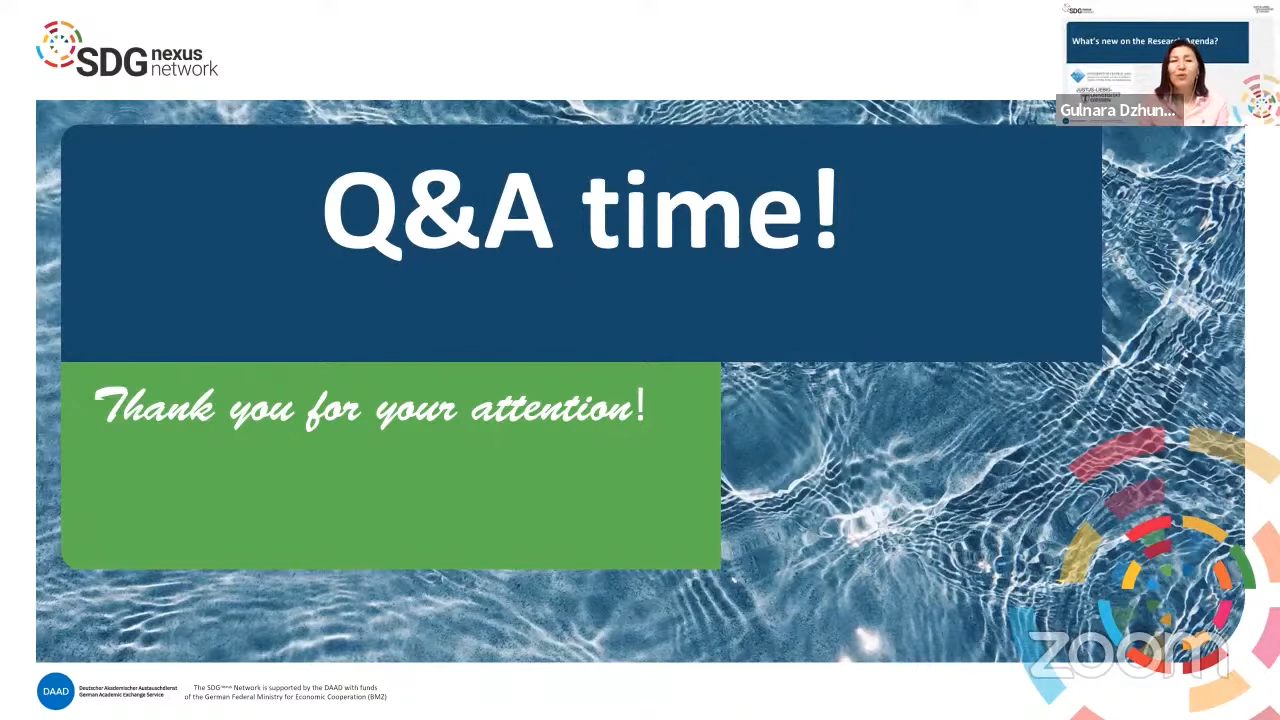 SDG nexus
network
What's new on the Research Agenda?
Gulnara Dzhun...
Q&A time!
Thank you for your attention!
zoom
DAAD
Deutscher Akademischer Austauschdienst
German Academic Exchange Service
The SDGnexus Network is supported by the DAAD with funds
of the German Federal Ministry for Economic Cooperation (BMZ)